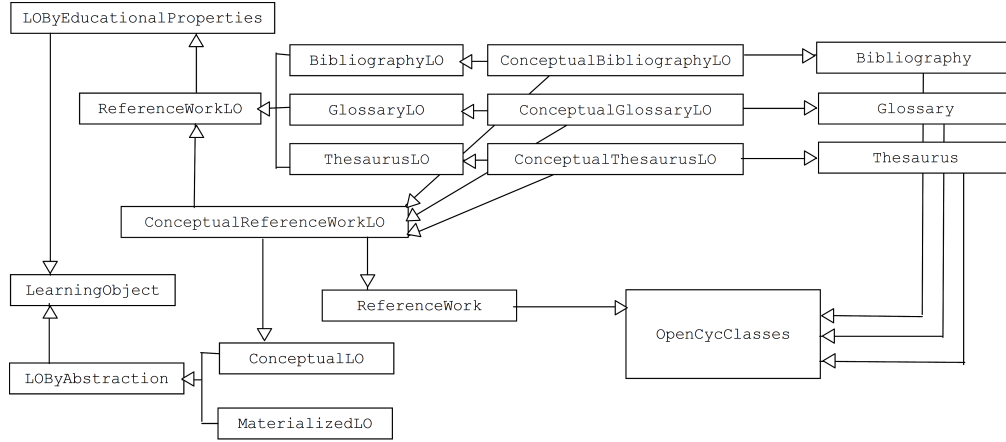 LOByEducationalProperties
BibliographyLO
ConceptualBibliographyLO
Bibliography
ReferenceWorkLO
GlossaryLO
ConceptualGlossaryLO
Glossary
ThesaurusLO
ConceptualThesaurusLO
Thesaurus
ConceptualReferenceWorkLO
LearningObject
ReferenceWork
OpenCycClasses
ConceptualLO
LOByAbstraction
MaterializedLO